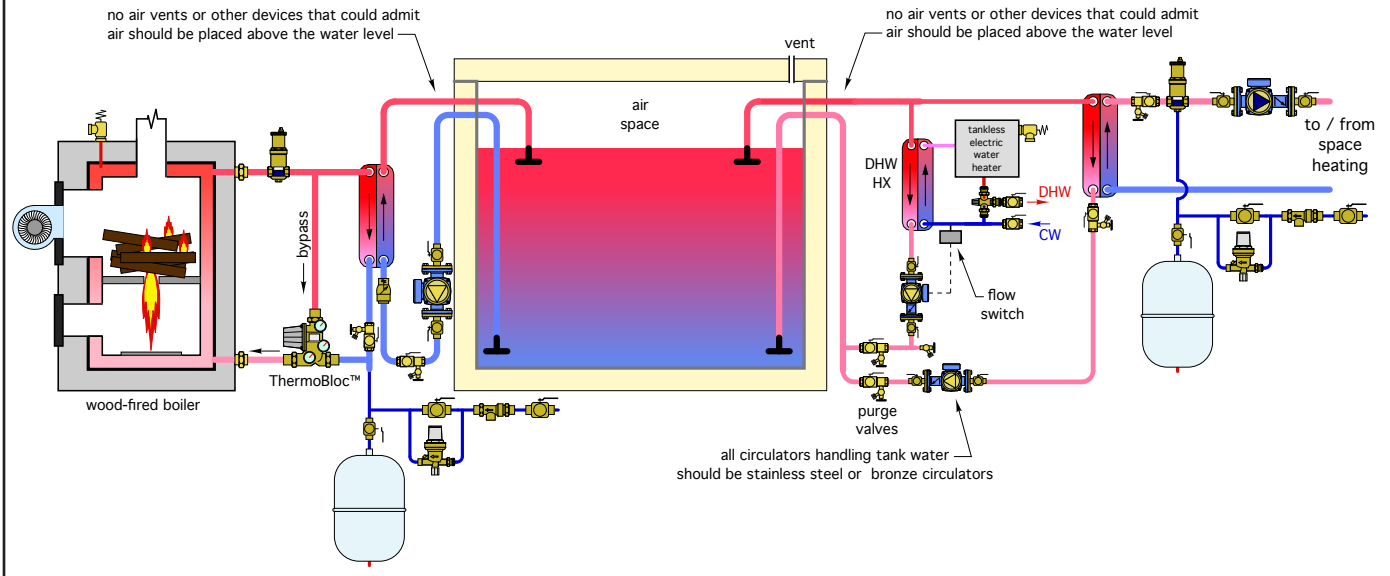 no air vents or other devices that could admit
air should be placed above the water level
no air vents or other devices that could admit
air should be placed above the water level
vent
air
space
tankless
electric
water
heater
to / from
space
heating
DHW
HX
DHW
CW
bypass
flow
switch
ThermoBloc™
wood-fired boiler
purge
valves
all circulators handling tank water
should be stainless steel or bronze circulators